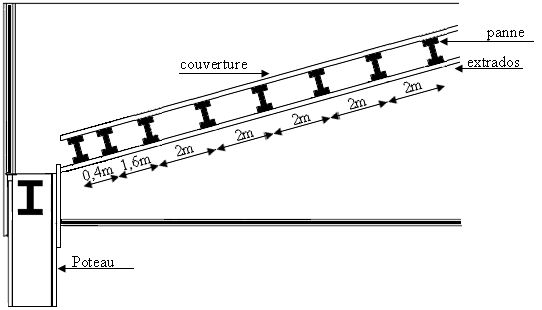 panne
couverture
extrados
2m
2m
2m
2m
2m
1,6m
0,4m
Poteau